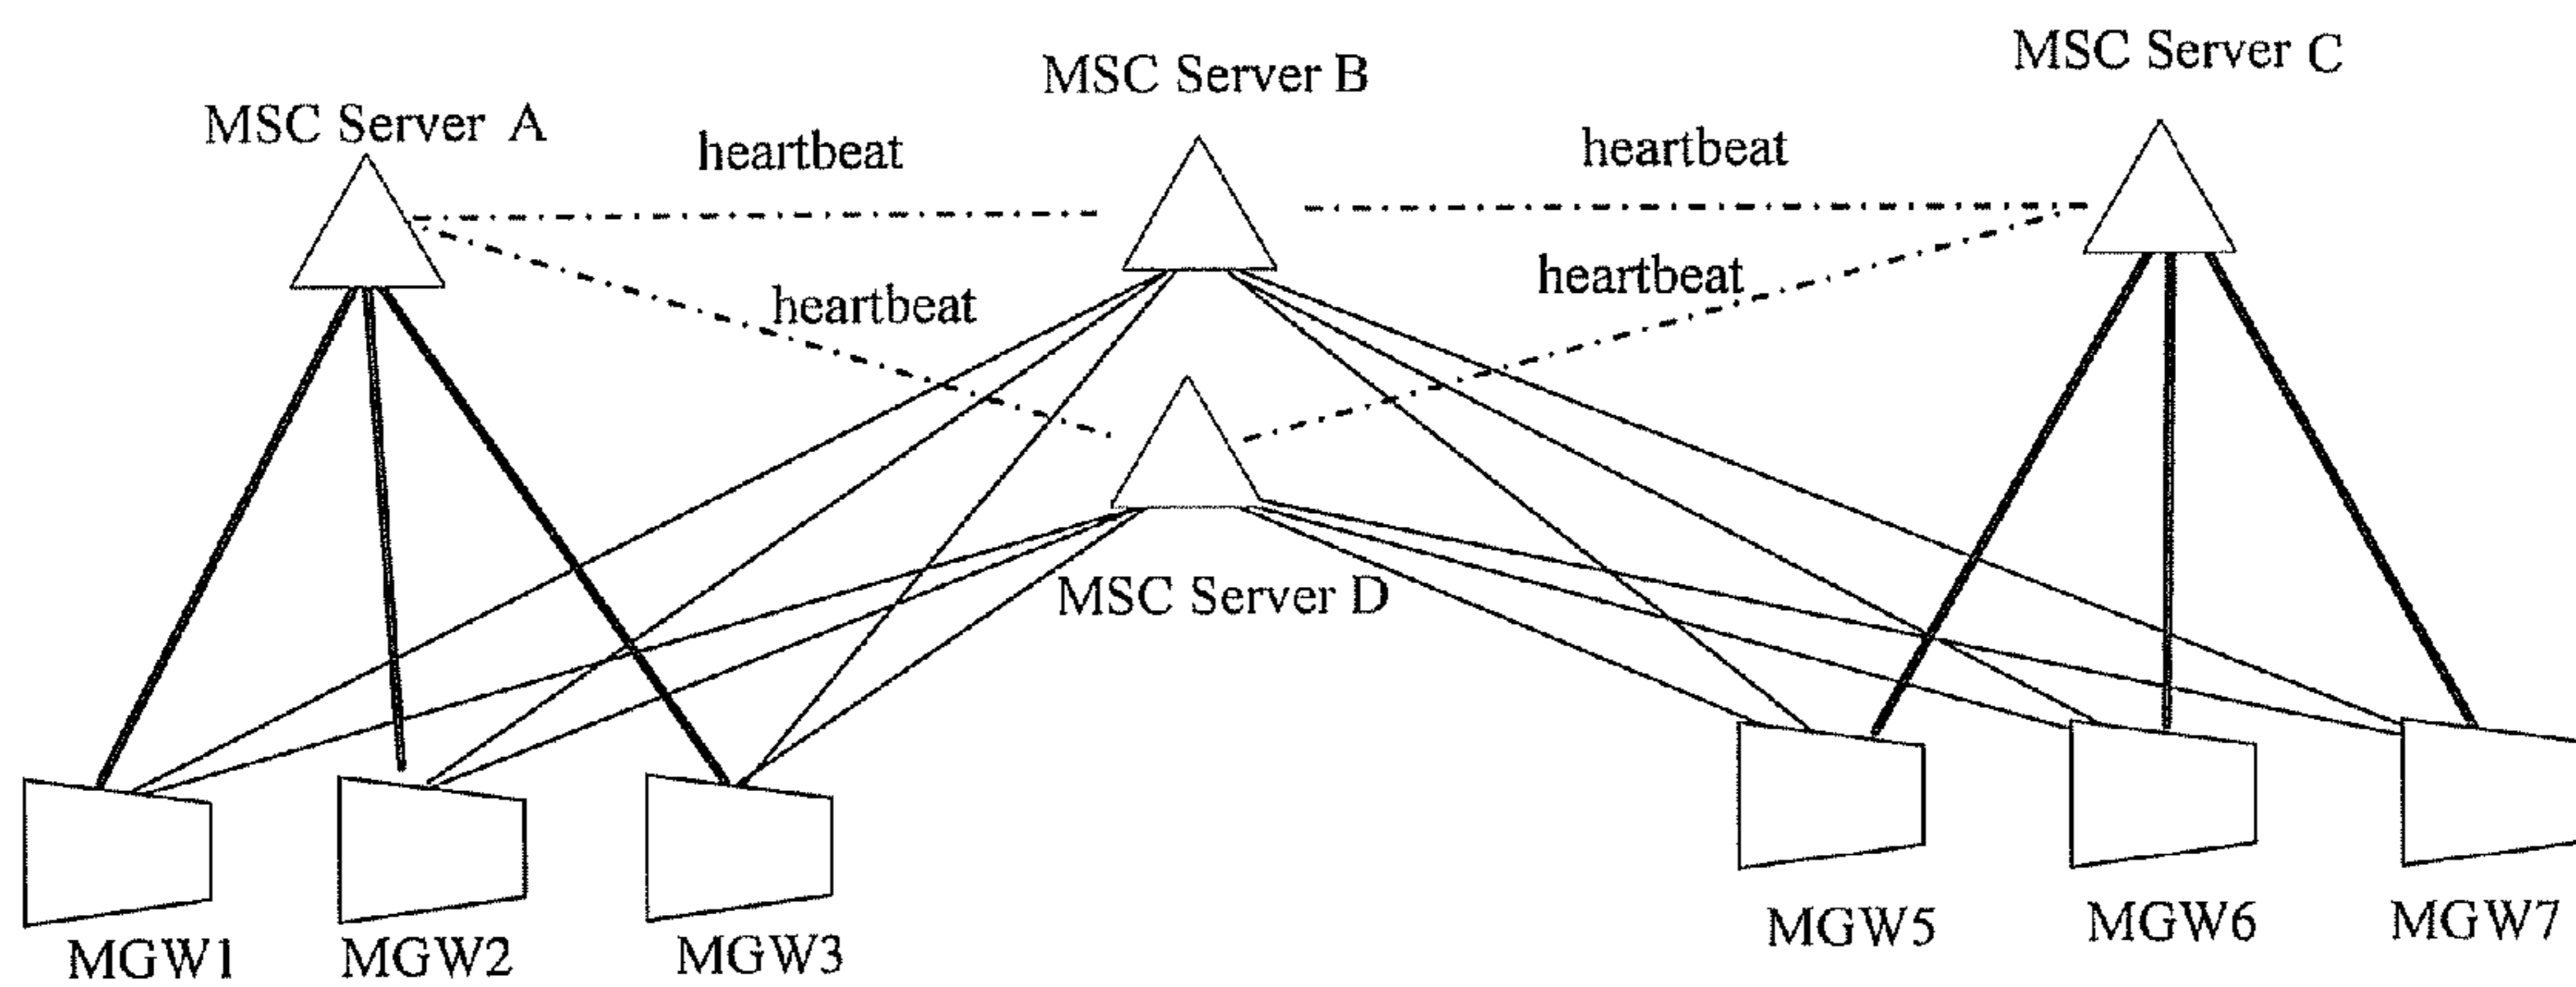 MSC Server A
MSC Server B
MSC Server C
heartbeat
heartbeat
heartbeat
heartbeat
MSC Server D
MGW1
MGW2
MGW3
MGW5
MGW6
MGW7